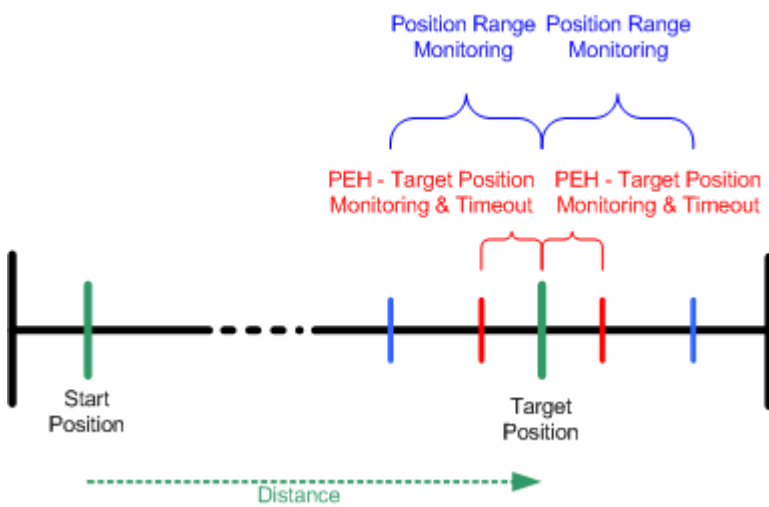 Position Range
Monitoring
Position Range
Monitoring
PEH - Target Position
Monitoring & Timeout
PEH - Target Position
Monitoring & Timeout
Start
Position
Target
Position
Distance